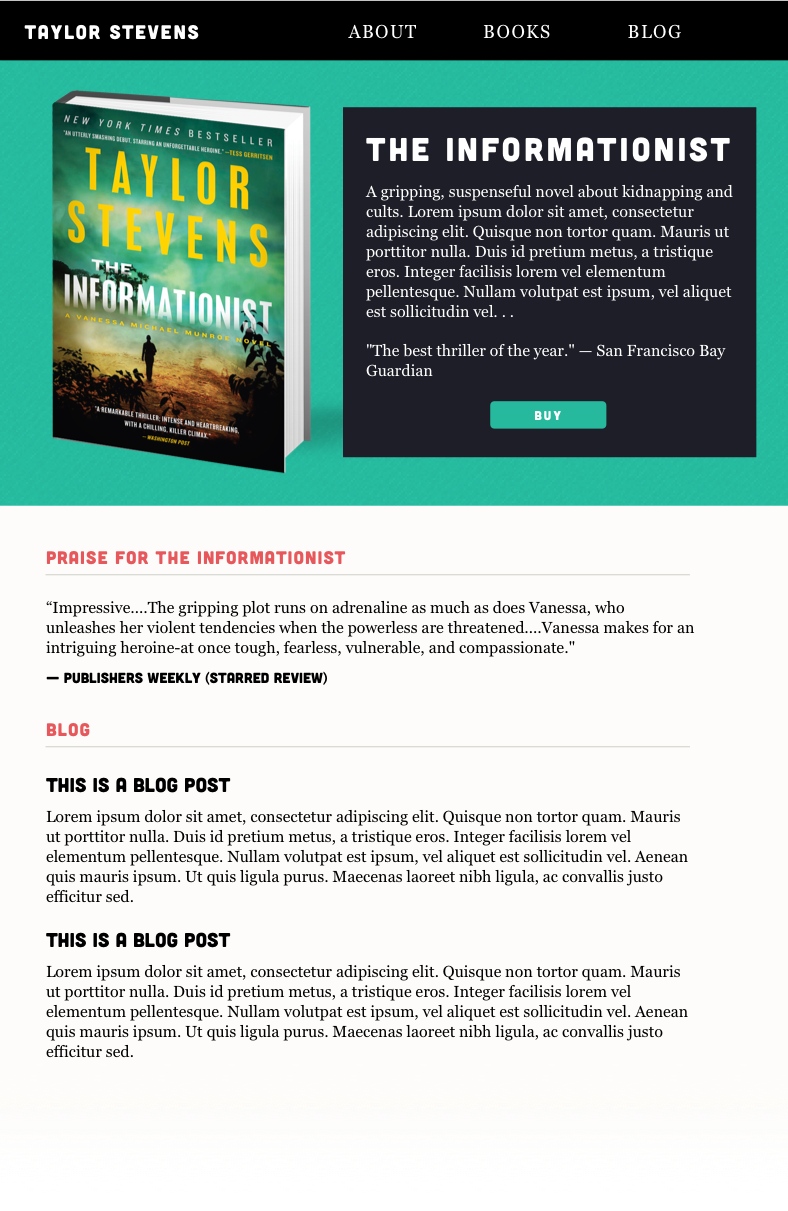 TAYLOR STEVENS
ABOUT
BOOKS
BLOG
NEW YORK TIMES BESTSELLER
"AN UTTERLY SMASHING DEBUT, STARRING AN UNFORGETTABLE HEROINE." —TESS GERRITSEN
TAYLOR
STEVENS
THE
INFORMATIONIST
A VANESSA MICHAEL MUNROE NOVEL
"A REMARKABLE THRILLER; INTENSE AND HEARTBREAKING,
WITH A CHILLING, KILLER CLIMAX."
—WASHINGTON POST
THE INFORMATIONIST
A gripping, suspenseful novel about kidnapping and
cults. Lorem ipsum dolor sit amet, consectetur
adipiscing elit. Quisque non tortor quam. Mauris ut
porttitor nulla. Duis id pretium metus, a tristique
eros. Integer facilisis lorem vel elementum
pellentesque. Nullam volutpat est ipsum, vel aliquet
est sollicitudin vel. . .
"The best thriller of the year." — San Francisco Bay
Guardian
BUY
PRAISE FOR THE INFORMATIONIST
“Impressive....The gripping plot runs on adrenaline as much as does Vanessa, who
unleashes her violent tendencies when the powerless are threatened....Vanessa makes for an
intriguing heroine-at once tough, fearless, vulnerable, and compassionate."
— PUBLISHERS WEEKLY (STARRED REVIEW)
BLOG
THIS IS A BLOG POST
Lorem ipsum dolor sit amet, consectetur adipiscing elit. Quisque non tortor quam. Mauris
ut porttitor nulla. Duis id pretium metus, a tristique eros. Integer facilisis lorem vel
elementum pellentesque. Nullam volutpat est ipsum, vel aliquet est sollicitudin vel. Aenean
quis mauris ipsum. Ut quis ligula purus. Maecenas laoreet nibh ligula, ac convallis justo
efficitur sed.
THIS IS A BLOG POST
Lorem ipsum dolor sit amet, consectetur adipiscing elit. Quisque non tortor quam. Mauris
ut porttitor nulla. Duis id pretium metus, a tristique eros. Integer facilisis lorem vel
elementum pellentesque. Nullam volutpat est ipsum, vel aliquet est sollicitudin vel. Aenean
quis mauris ipsum. Ut quis ligula purus. Maecenas laoreet nibh ligula, ac convallis justo
efficitur sed.